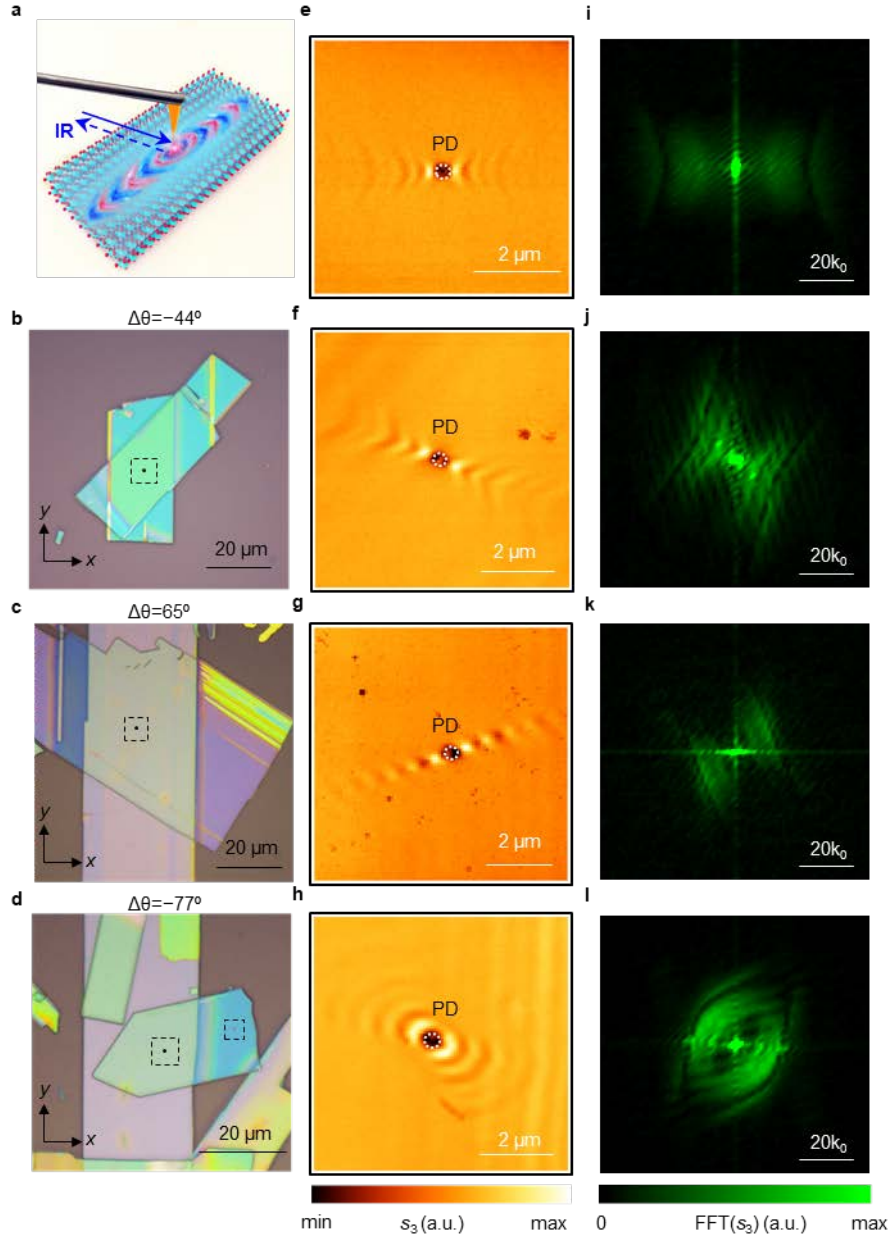 a
IR
e
PD
2 µm
i
20k₀
b
Δθ=−44º
y
x
20 µm
f
PD
2 µm
j
20k₀
c
Δθ=65º
y
x
20 µm
g
PD
2 µm
k
20k₀
d
Δθ=−77º
y
x
20 µm
h
PD
2 µm
l
20k₀
min s₃ (a.u.) max
0 FFT(s₃) (a.u.) max